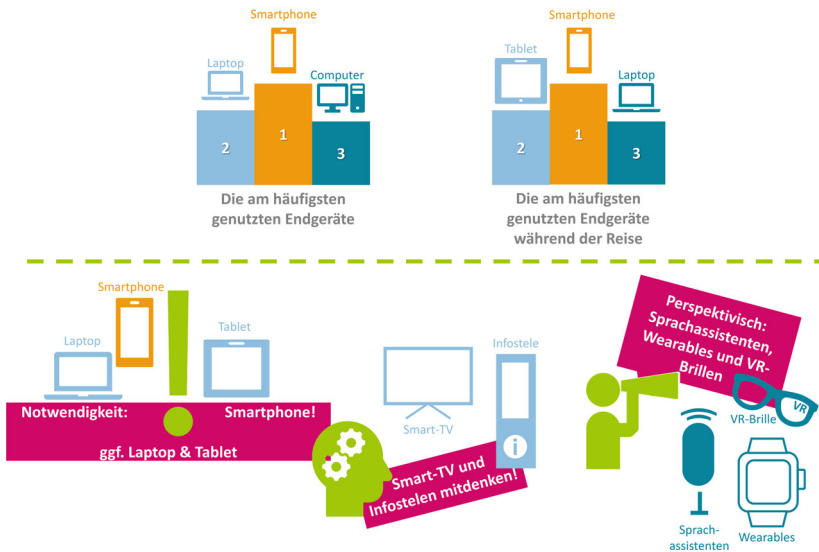 Smartphone
Laptop
Computer
2
1
3
Die am häufigsten
genutzten Endgeräte
Smartphone
Tablet
Laptop
2
1
3
Die am häufigsten
genutzten Endgeräte
während der Reise
Smartphone
Laptop
Tablet
Notwendigkeit: Smartphone!
ggf. Laptop & Tablet
Infostele
Smart-TV
i
Smart-TV und
Infostelen mitdenken!
Perspektivisch:
Sprachassistenten,
Wearables und VR-
Brillen
VR
VR-Brille
Sprach-
assistenten
Wearables